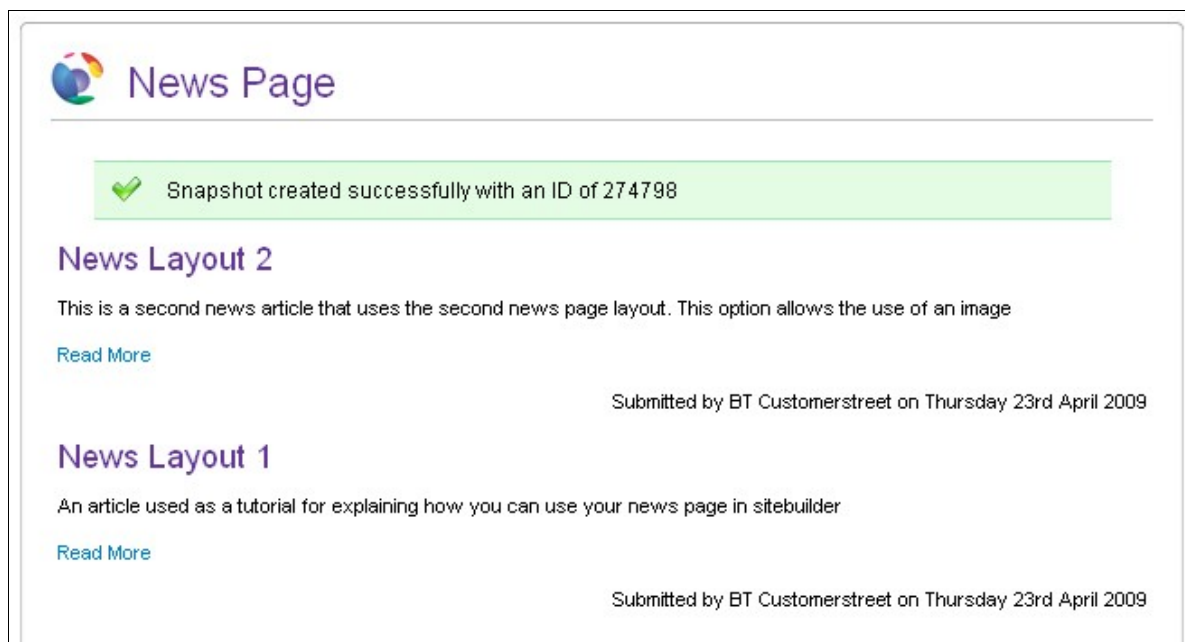 News Page
Snapshot created successfully with an ID of 274798
News Layout 2
This is a second news article that uses the second news page layout. This option allows the use of an image
Read More
Submitted by BT Customerstreet on Thursday 23rd April 2009
News Layout 1
An article used as a tutorial for explaining how you can use your news page in sitebuilder
Read More
Submitted by BT Customerstreet on Thursday 23rd April 2009